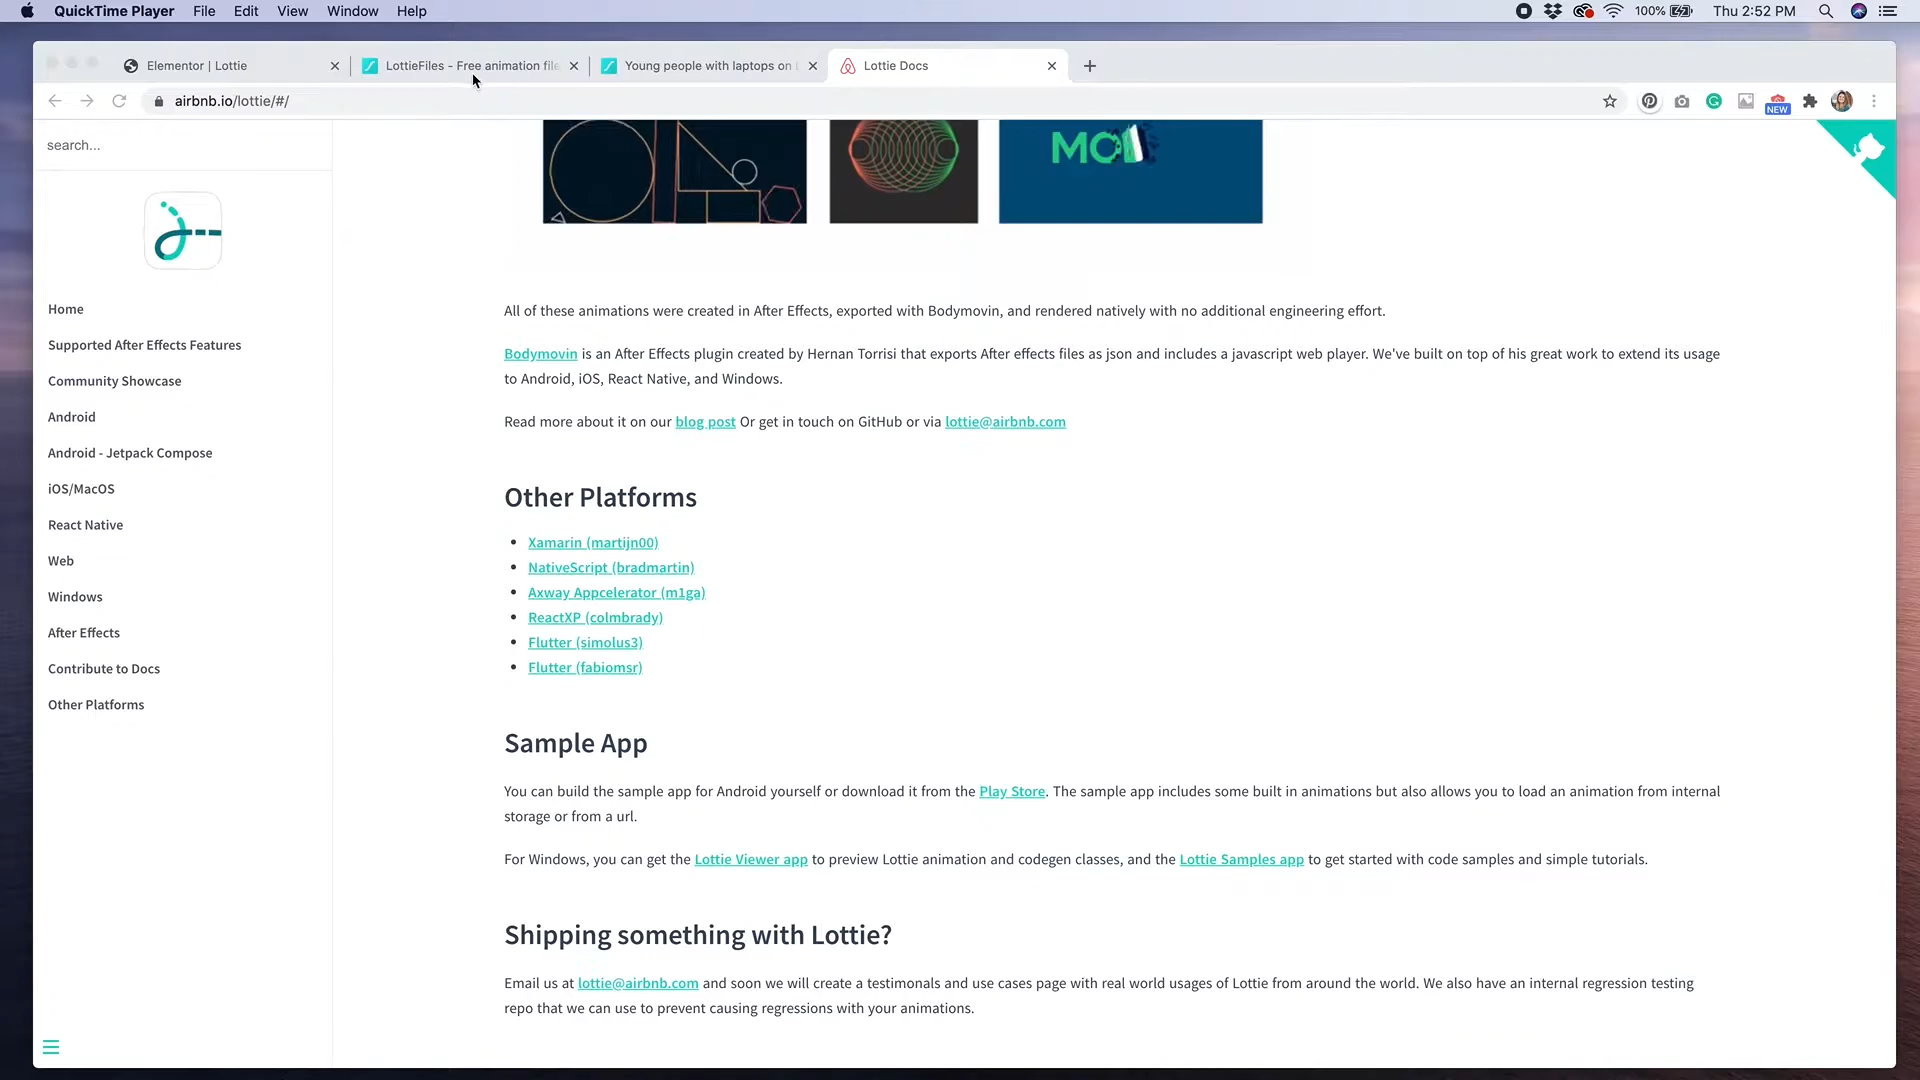 QuickTime Player File Edit View Window Help 100% Thu 2:52 PM
Elementor | Lottie LottieFiles - Free animation file Young people with laptops on Lottie Docs
airbnb.io/lottie/#/ NEW
search...
Home
Supported After Effects Features
Community Showcase
Android
Android - Jetpack Compose
iOS/MacOS
React Native
Web
Windows
After Effects
Contribute to Docs
Other Platforms
All of these animations were created in After Effects, exported with Bodymovin, and rendered natively with no additional engineering effort.
Bodymovin is an After Effects plugin created by Hernan Torrisi that exports After effects files as json and includes a javascript web player. We've built on top of his great work to extend its usage
to Android, iOS, React Native, and Windows.
Read more about it on our blog post Or get in touch on GitHub or via lottie@airbnb.com
Other Platforms
Xamarin (martijn00)
NativeScript (bradmartin)
Axway Appcelerator (m1ga)
ReactXP (colmbrady)
Flutter (simolus3)
Flutter (fabiomsr)
Sample App
You can build the sample app for Android yourself or download it from the Play Store. The sample app includes some built in animations but also allows you to load an animation from internal
storage or from a url.
For Windows, you can get the Lottie Viewer app to preview Lottie animation and codegen classes, and the Lottie Samples app to get started with code samples and simple tutorials.
Shipping something with Lottie?
Email us at lottie@airbnb.com and soon we will create a testimonals and use cases page with real world usages of Lottie from around the world. We also have an internal regression testing
repo that we can use to prevent causing regressions with your animations.